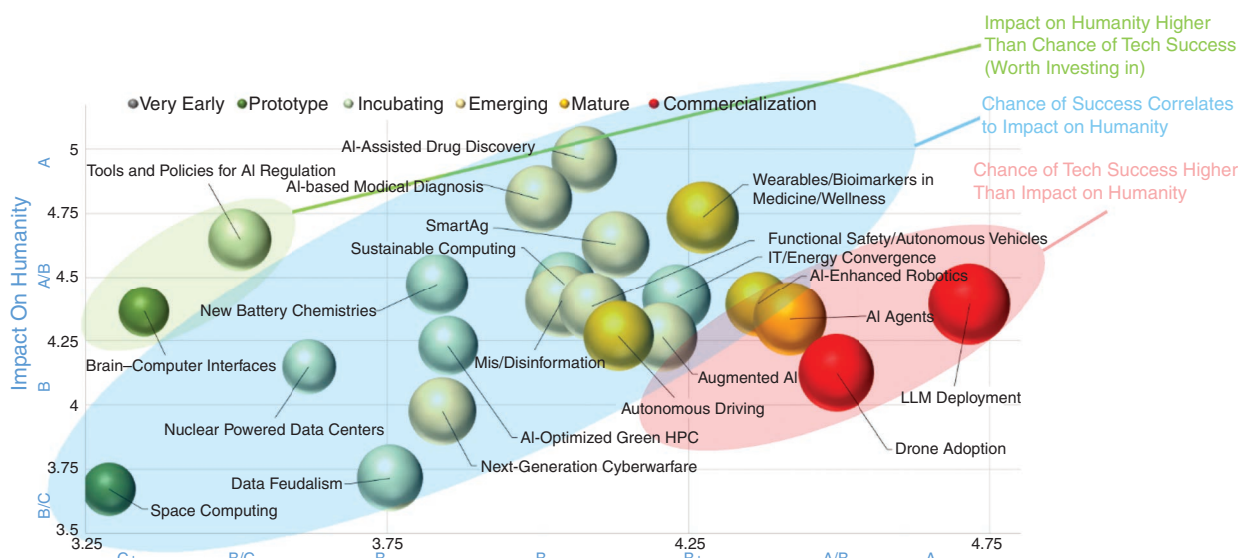 Impact on Humanity Higher
Than Chance of Tech Success
(Worth Investing in)
Very Early Prototype Incubating Emerging Mature Commercialization
Chance of Success Correlates
to Impact on Humanity
Chance of Tech Success Higher
Than Impact on Humanity
Impact On Humanity
A
A/B
B
B/C
5
4.75
4.5
4.25
4
3.75
3.5
AI-Assisted Drug Discovery
Tools and Policies for AI Regulation
AI-based Medical Diagnosis
Wearables/Bioimarkers in
Medicine/Wellness
SmartAg
Functional Safety/Autonomous Vehicles
Sustainable Computing
IT/Energy Convergence
AI-Enhanced Robotics
New Battery Chemistries
AI Agents
Brain–Computer Interfaces
Mis/Disinformation
Augmented AI
LLM Deployment
Autonomous Driving
Nuclear Powered Data Centers
AI-Optimized Green HPC
Drone Adoption
Next-Generation Cyberwarfare
Data Feudalism
Space Computing
3.25
3.75
4.25
4.75
C+
B/C
B
B+
A/B
A